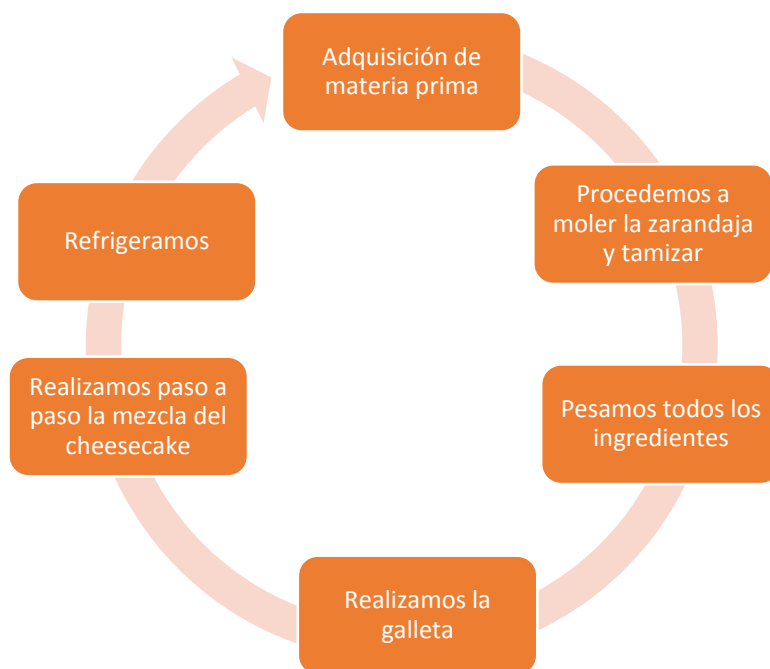 Adquisición de
materia prima
Procedemos a
moler la zarandaja
y tamizar
Pesamos todos los
ingredientes
Realizamos la
galleta
Realizamos paso a
paso la mezcla del
cheesecake
Refrigeramos